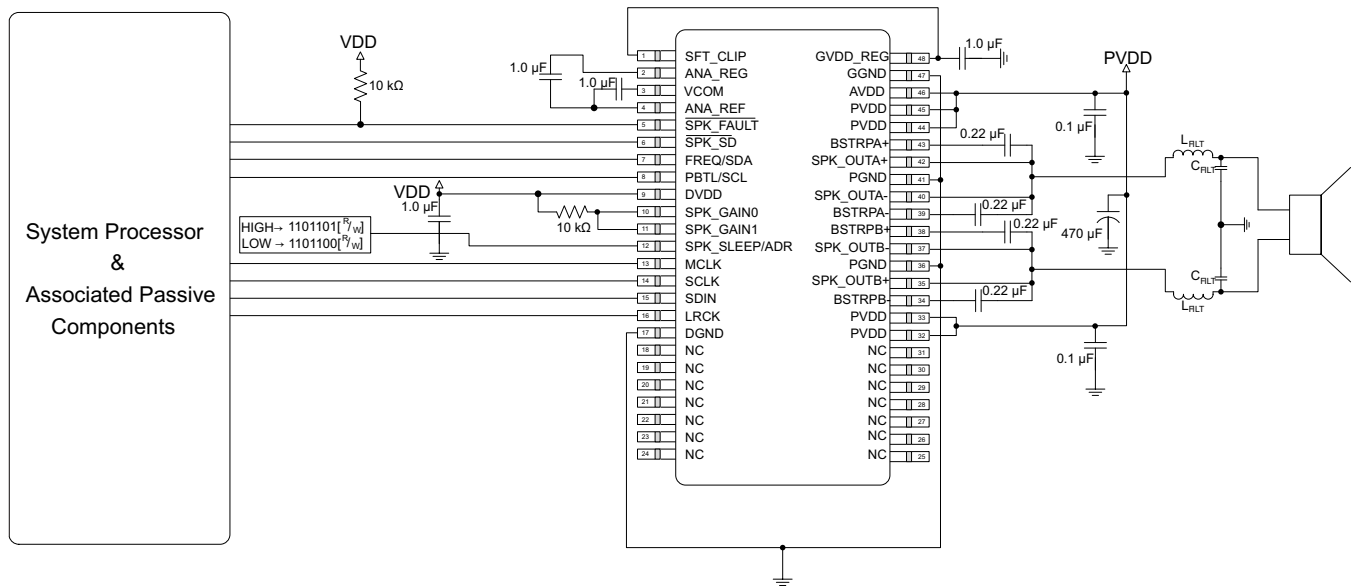 System Processor
&
Associated Passive
Components
VDD
10 kΩ
1.0 µF
1.0 µF
VDD
1.0 µF
10 kΩ
HIGH→ 1101101[R/W]
LOW → 1101100[R/W]
1 SFT_CLIP
2 ANA_REG
3 VCOM
4 ANA_REF
5 SPK_FAULT
6 SPK_SD
7 FREQ/SDA
8 PBTL/SCL
9 DVDD
10 SPK_GAIN0
11 SPK_GAIN1
12 SPK_SLEEP/ADR
13 MCLK
14 SCLK
15 SDIN
16 LRCK
17 DGND
18 NC
19 NC
20 NC
21 NC
22 NC
23 NC
24 NC
GVDD_REG 48
GGND 47
AVDD 46
PVDD 45
PVDD 44
BSTRPA+ 43
SPK_OUTA+ 42
PGND 41
SPK_OUTA- 40
BSTRPA- 39
BSTRPB+ 38
SPK_OUTB- 37
PGND 36
SPK_OUTB+ 35
BSTRPB- 34
PVDD 33
PVDD 32
NC 31
NC 30
NC 29
NC 28
NC 27
NC 26
NC 25
1.0 µF
PVDD
0.1 µF
0.22 µF
0.22 µF
0.22 µF
0.22 µF
470 µF
0.1 µF
LFILT
CFILT
CFILT
LFILT